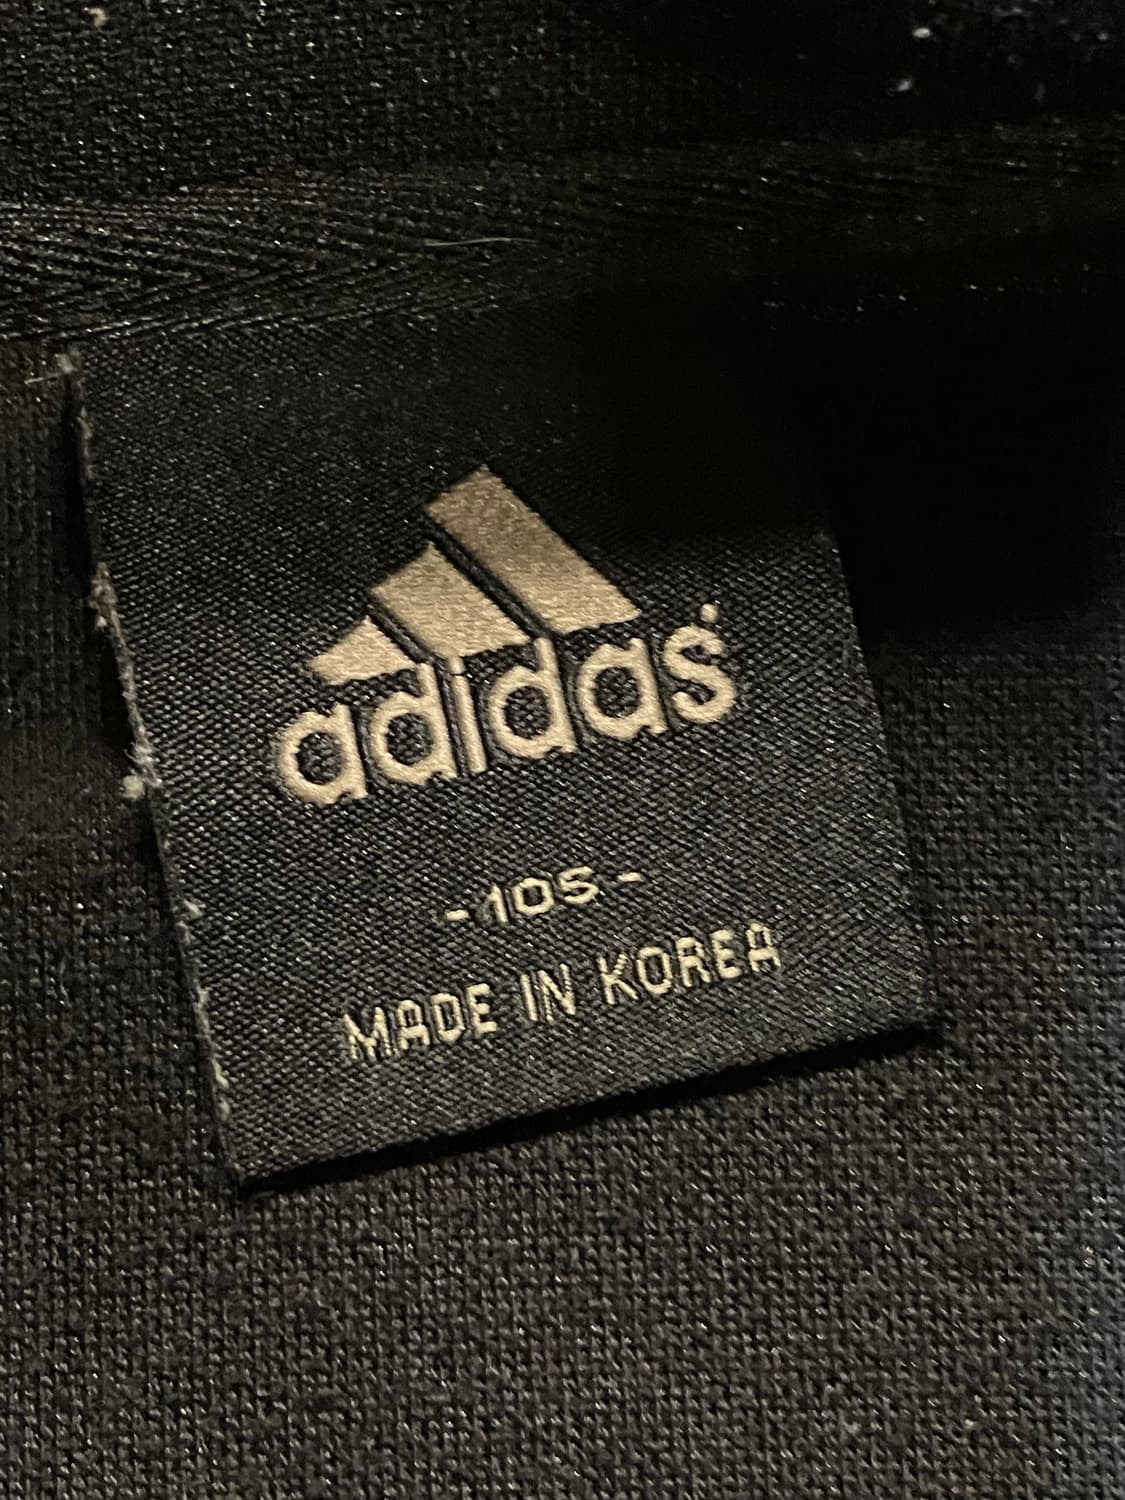 adidas
-105-
MADE IN KOREA